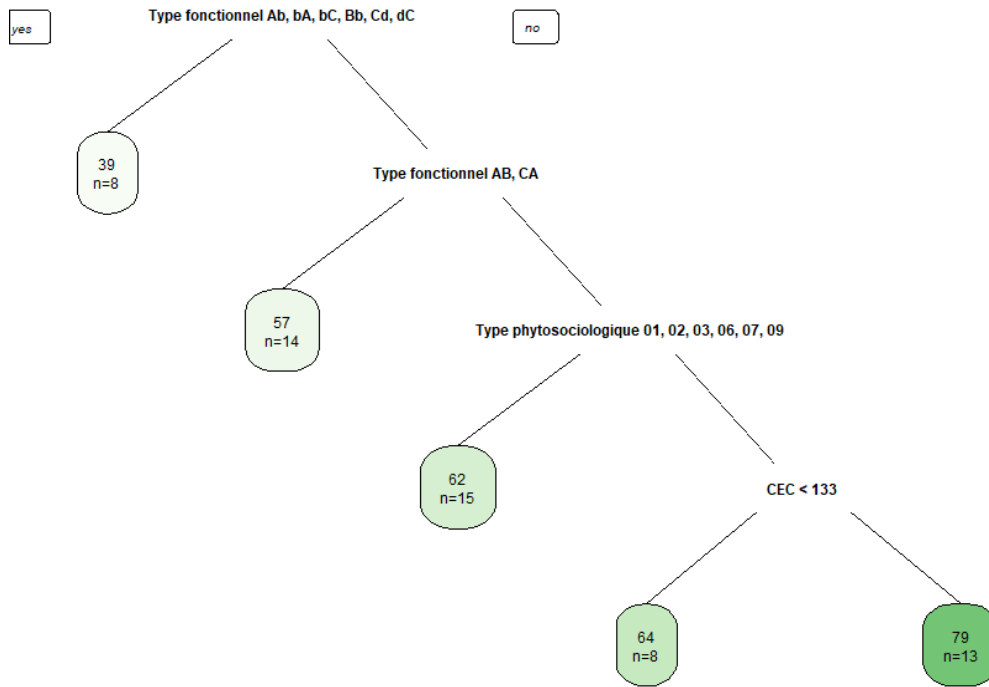 Type fonctionnel Ab, bA, bC, Bb, Cd, dC
yes
no
39
n=8
Type fonctionnel AB, CA
57
n=14
Type phytosociologique 01, 02, 03, 06, 07, 09
62
n=15
CEC < 133
64
n=8
79
n=13